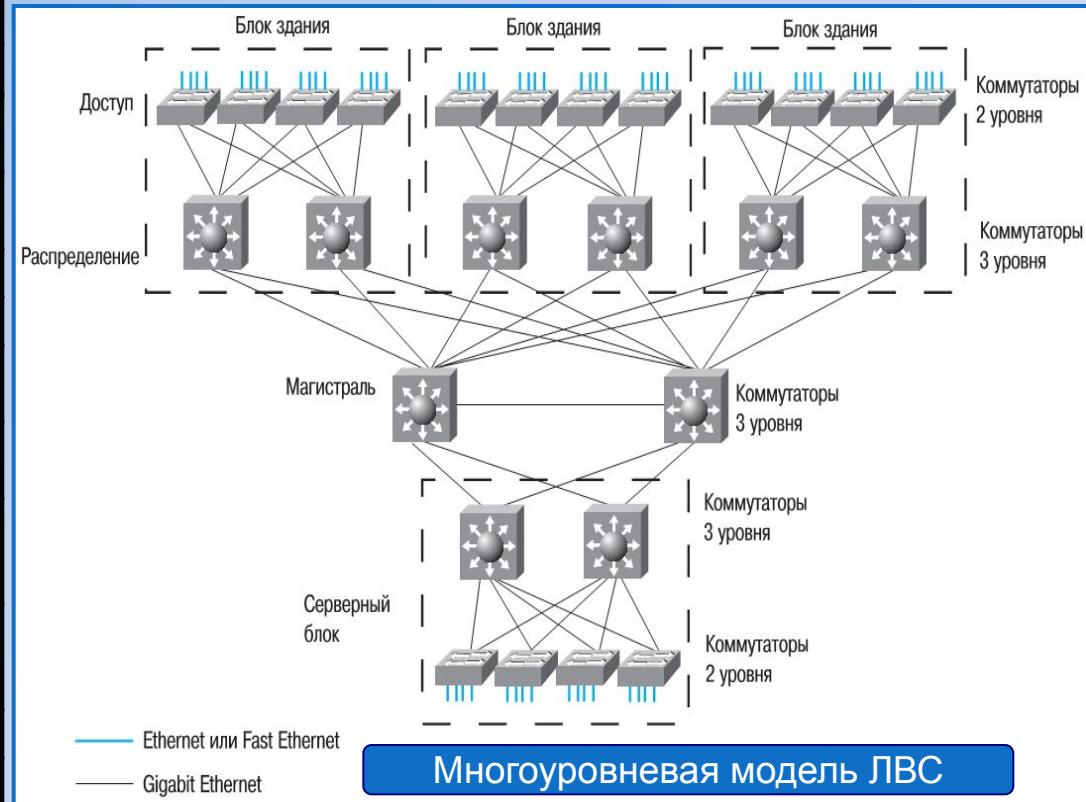 Блок здания
Блок здания
Блок здания
Доступ
Коммутаторы
2 уровня
Распределение
Коммутаторы
3 уровня
Магистраль
Коммутаторы
3 уровня
Коммутаторы
3 уровня
Серверный
блок
Коммутаторы
2 уровня
Ethernet или Fast Ethernet
Gigabit Ethernet
Многоуровневая модель ЛВС